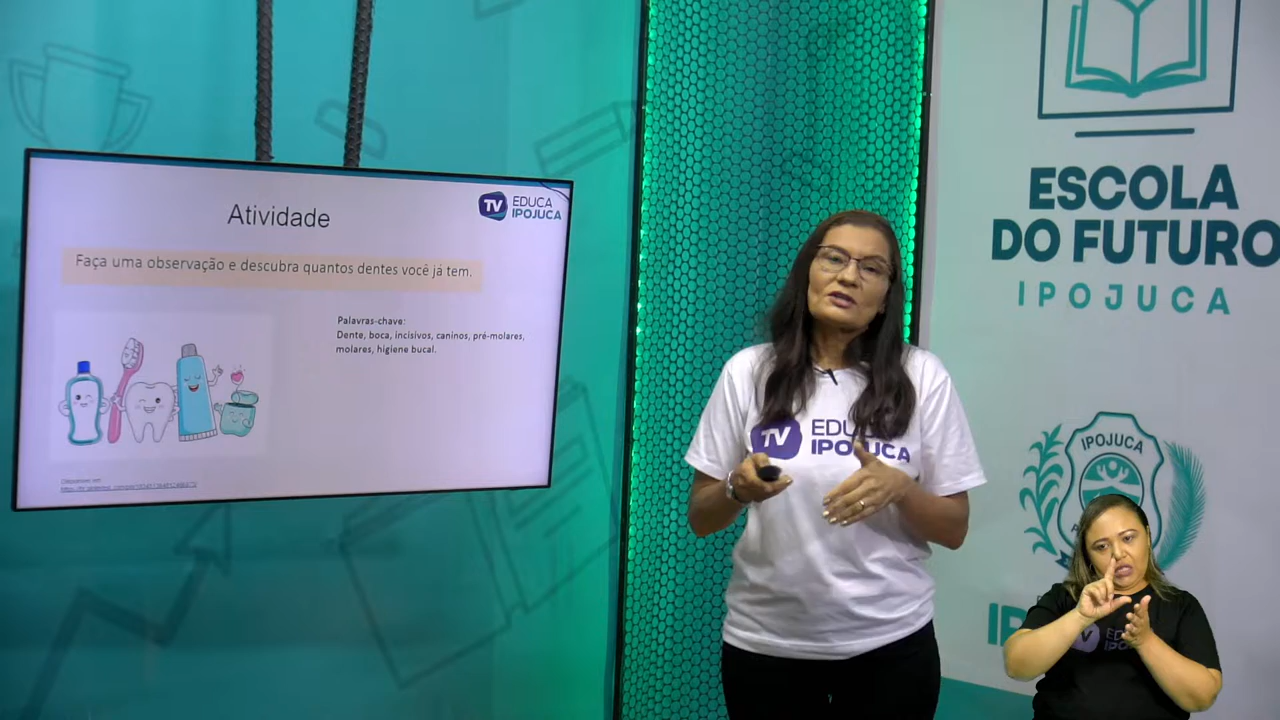 Atividade
TV EDUCA
IPOJUCA
Faça uma observação e descubra quantos dentes você já tem.
Palavras-chave:
Dente, boca, incisivos, caninos, pré-molares,
molares, higiene bucal.
ESCOLA
DO FUTURO
IPOJUCA
IPOJUCA
TV EDUCA
IPOJUCA
TV